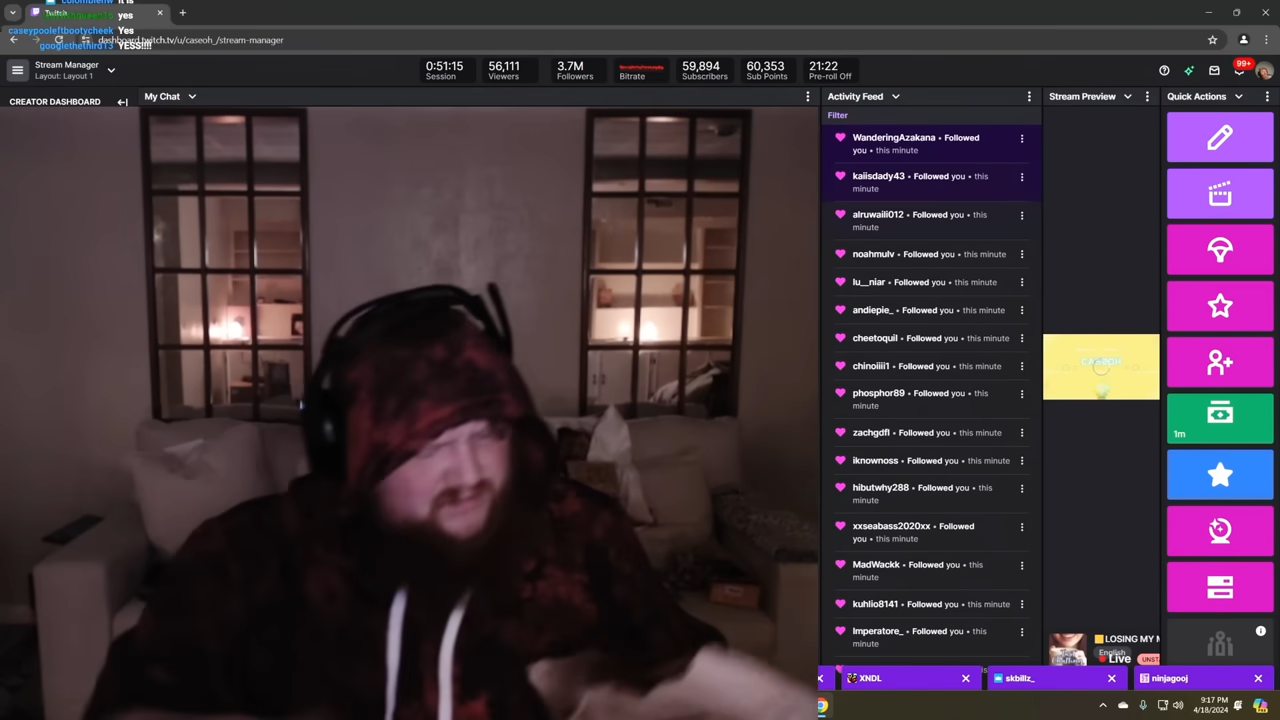 Twitch
yes
caseypooleftbootycheek Yes
googlethethird13 YESS!!!!
dashboard.twitch.tv/u/caseoh_/stream-manager
Stream Manager
Layout: Layout 1
0:51:15
Session
56,111
Viewers
3.7M
Followers
Bitrate
59,894
Subscribers
60,353
Sub Points
21:22
Pre-roll Off
99+
CREATOR DASHBOARD
My Chat
Activity Feed
Stream Preview
Quick Actions
Filter
WanderingAzakana • Followed
you • this minute
kaiisdady43 • Followed you • this
minute
alruwaili012 • Followed you • this
minute
noahmulv • Followed you • this minute
lu__niar • Followed you • this minute
andiepie_ • Followed you • this minute
cheetoquil • Followed you • this minute
chinoiiii1 • Followed you • this minute
phosphor89 • Followed you • this
minute
zachgdfl • Followed you • this minute
iknownoss • Followed you • this minute
hibutwhy288 • Followed you • this
minute
xxseabass2020xx • Followed
you • this minute
MadWackk • Followed you • this
minute
kuhlio8141 • Followed you • this minute
Imperatore_ • Followed you • this
minute
CASEOH
1m
LOSING MY
English
Live
UNST
XNDL
skbillz_
ninjagooj
9:17 PM
4/18/2024